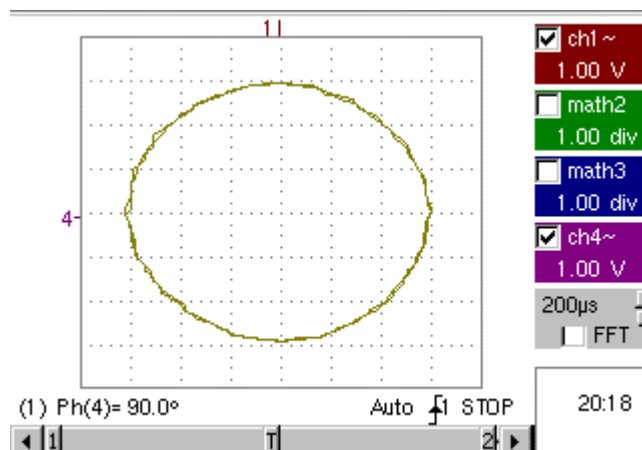 1
ch1~
1.00 V
math2
1.00 div
math3
1.00 div
4
ch4~
1.00 V
200µs
FFT
(1) Ph(4)= 90.0º
Auto 1 STOP
20:18
1 T 2